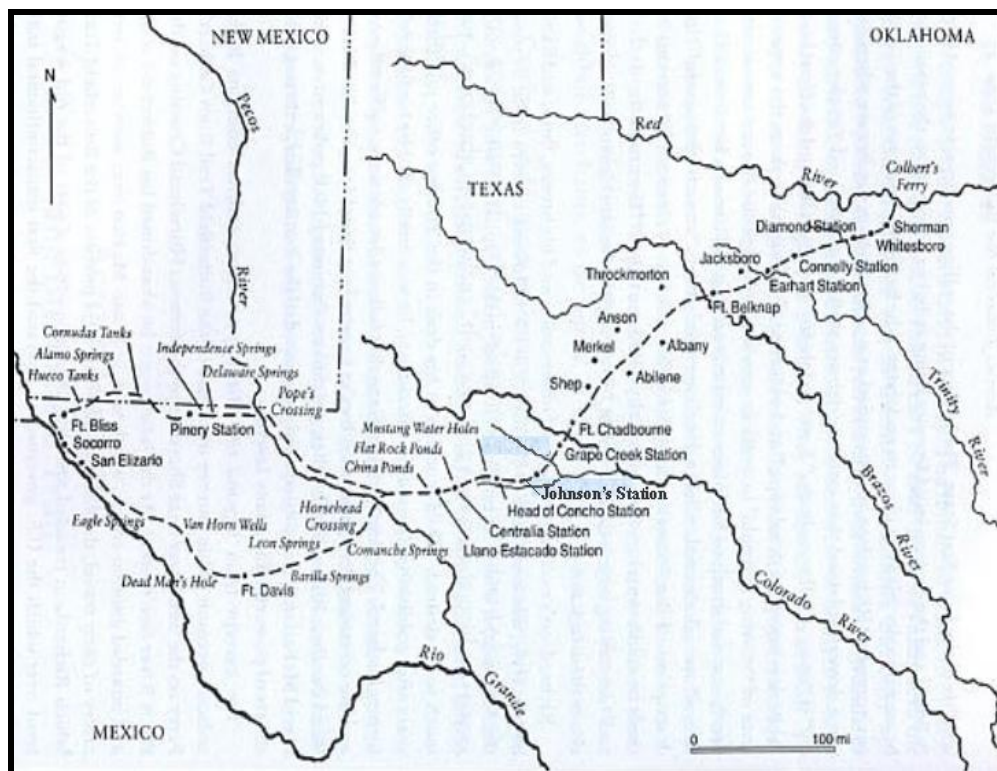 NEW MEXICO
OKLAHOMA
N
Pecos
River
Red
River
Colbert's
Ferry
TEXAS
Diamond Station
Sherman
Whitesboro
Jacksboro
Connelly Station
Earhart Station
Throckmorton
Ft. Belknap
Cornudas Tanks
Alamo Springs
Hueco Tanks
Independence Springs
Delaware Springs
Pope's
Crossing
Anson
Merkel
Albany
Shep
Abilene
Trinity
River
Ft. Bliss
Pinery Station
Socorro
San Elizario
Mustang Water Holes
Flat Rock Ponds
China Ponds
Ft. Chadbourne
Grape Creek Station
Johnson's Station
Head of Concho Station
Centralia Station
Llano Estacado Station
Horsehead
Crossing
Brazos
River
Eagle Springs
Van Horn Wells
Leon Springs
Comanche Springs
Dead Man's Hole
Ft. Davis
Barilla Springs
Colorado
River
Rio
Grande
MEXICO
0
100 mi